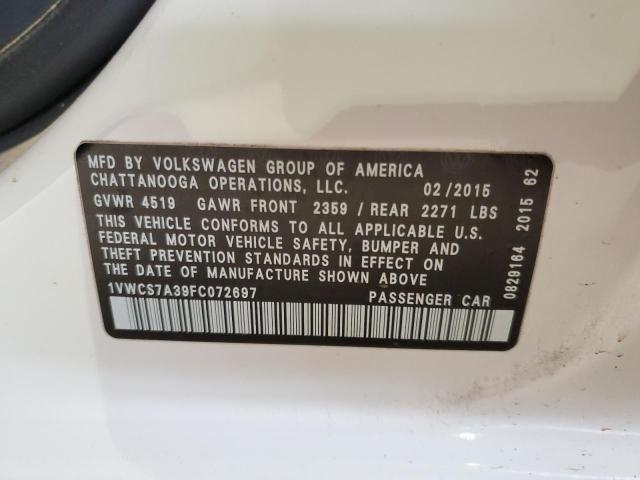 MFD BY VOLKSWAGEN GROUP OF AMERICA
CHATTANOOGA OPERATIONS, LLC. 02/2015
GVWR 4519 GAWR FRONT 2359 / REAR 2271 LBS
THIS VEHICLE CONFORMS TO ALL APPLICABLE U.S.
FEDERAL MOTOR VEHICLE SAFETY, BUMPER AND
THEFT PREVENTION STANDARDS IN EFFECT ON
THE DATE OF MANUFACTURE SHOWN ABOVE
1VWCS7A39FC072697 PASSENGER CAR
0829164 2015 62